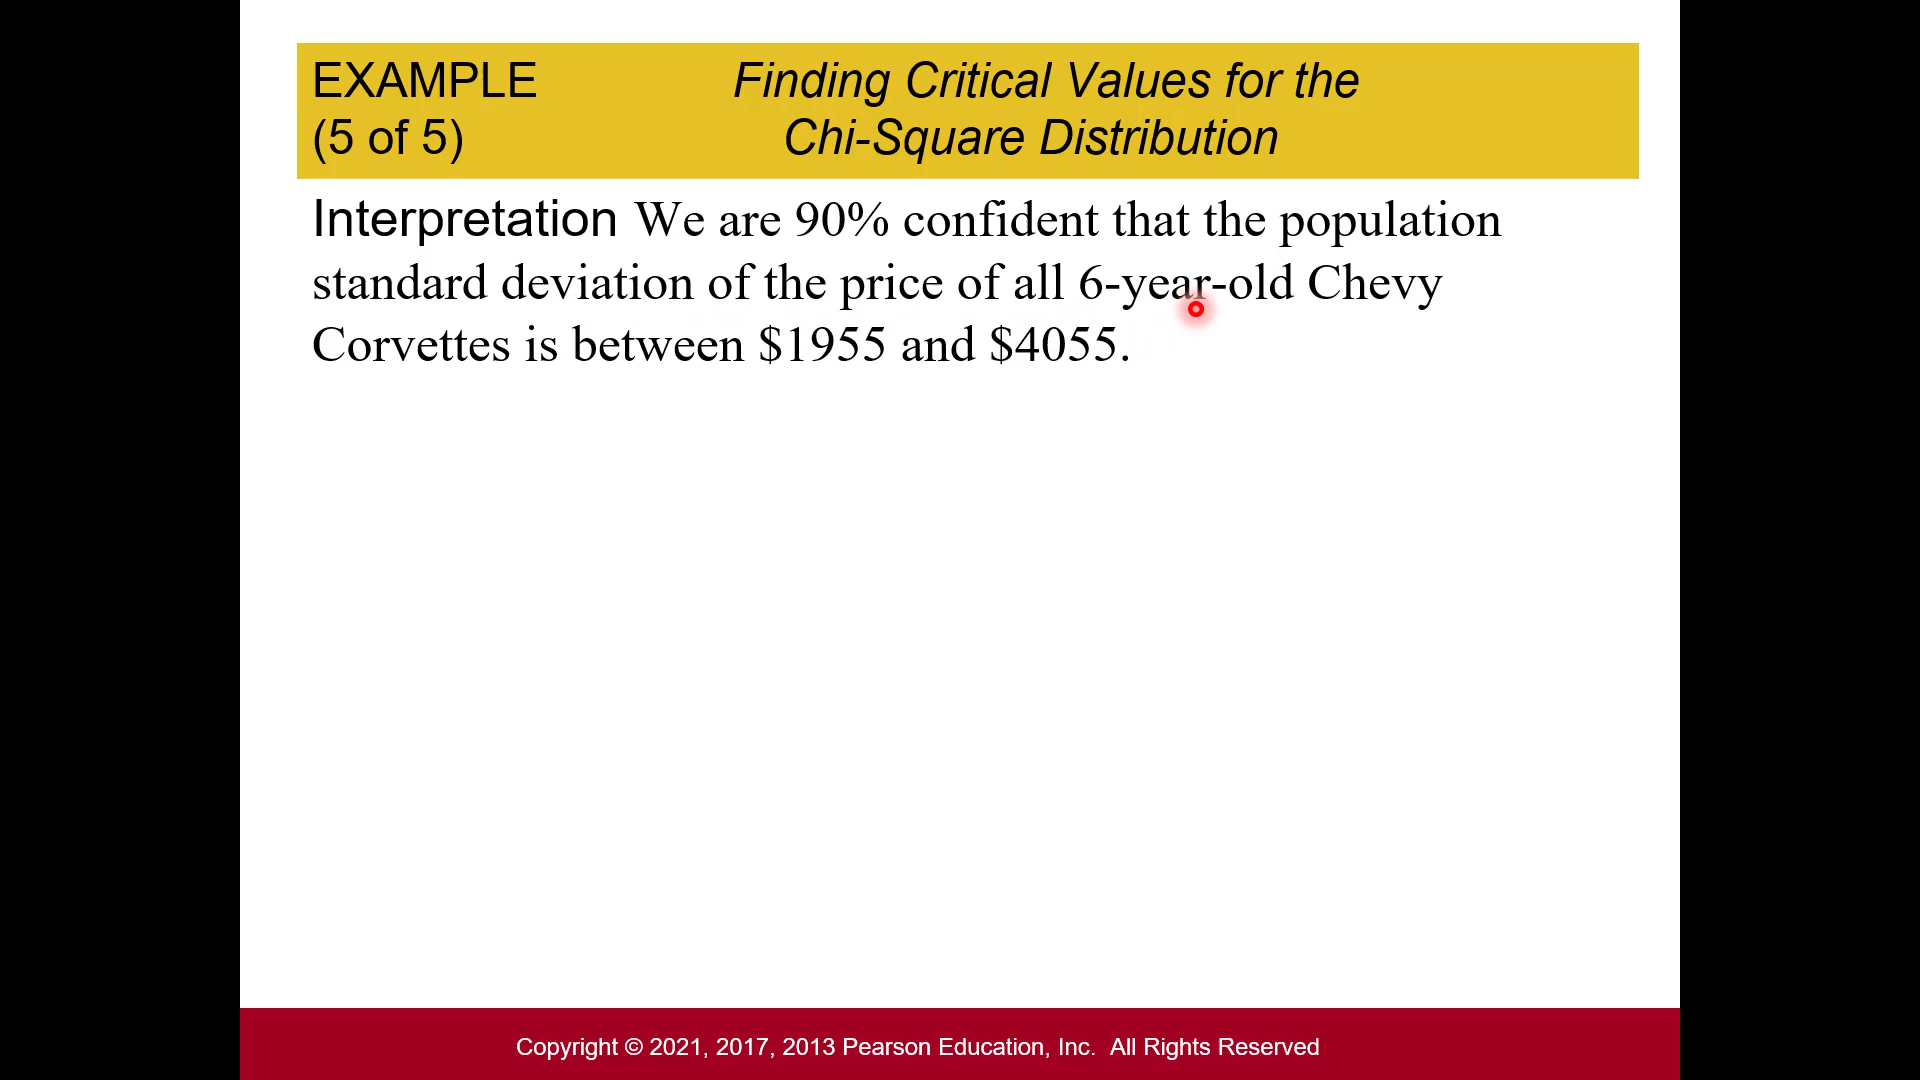 EXAMPLE
(5 of 5)
Finding Critical Values for the
Chi-Square Distribution
Interpretation We are 90% confident that the population
standard deviation of the price of all 6-year-old Chevy
Corvettes is between $1955 and $4055.
Copyright © 2021, 2017, 2013 Pearson Education, Inc. All Rights Reserved